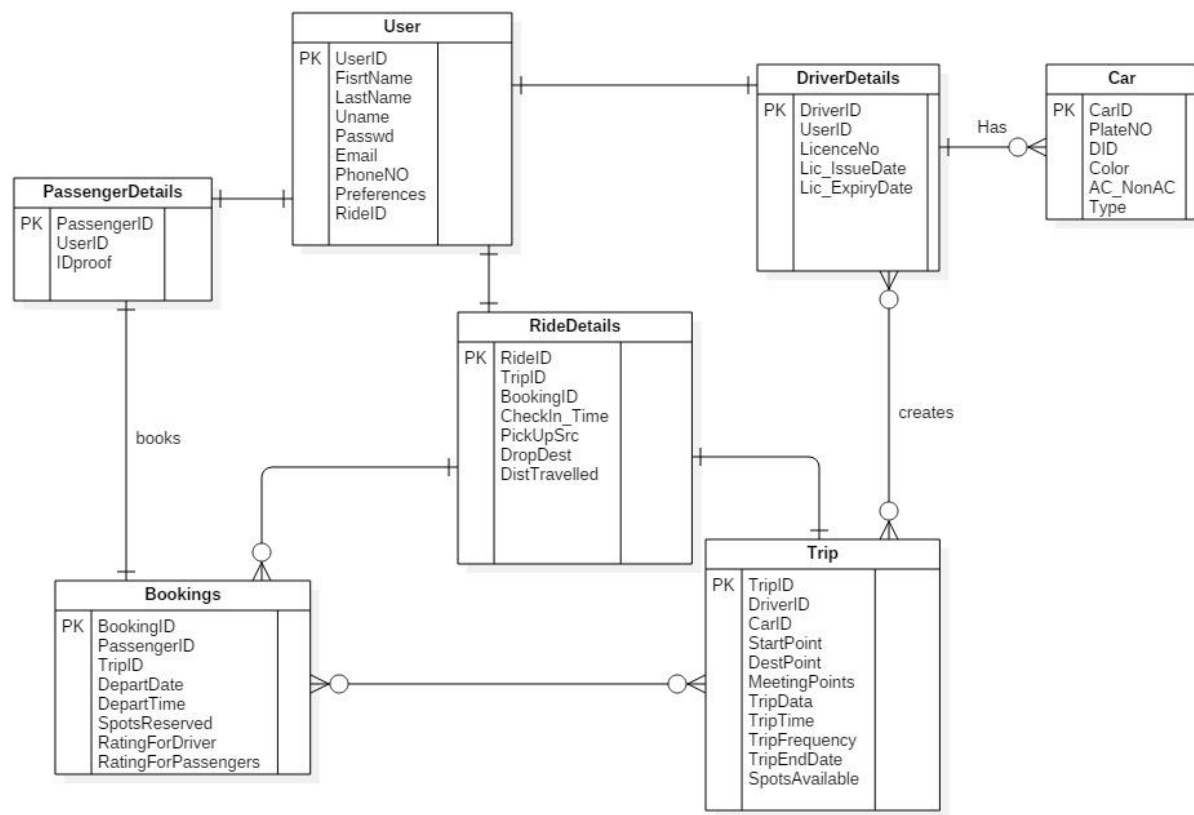 User
PK
UserID
FisrtName
LastName
Uname
Passwd
Email
PhoneNO
Preferences
RideID
DriverDetails
PK
DriverID
UserID
LicenceNo
Lic_IssueDate
Lic_ExpiryDate
Has
Car
PK
CarID
PlateNO
DID
Color
AC_NonAC
Type
PassengerDetails
PK
PassengerID
UserID
IDproof
RideDetails
PK
RideID
TripID
BookingID
CheckIn_Time
PickUpSrc
DropDest
DistTravelled
books
creates
Bookings
PK
BookingID
PassengerID
TripID
DepartDate
DepartTime
SpotsReserved
RatingForDriver
RatingForPassengers
Trip
PK
TripID
DriverID
CarID
StartPoint
DestPoint
MeetingPoints
TripData
TripTime
TripFrequency
TripEndDate
SpotsAvailable